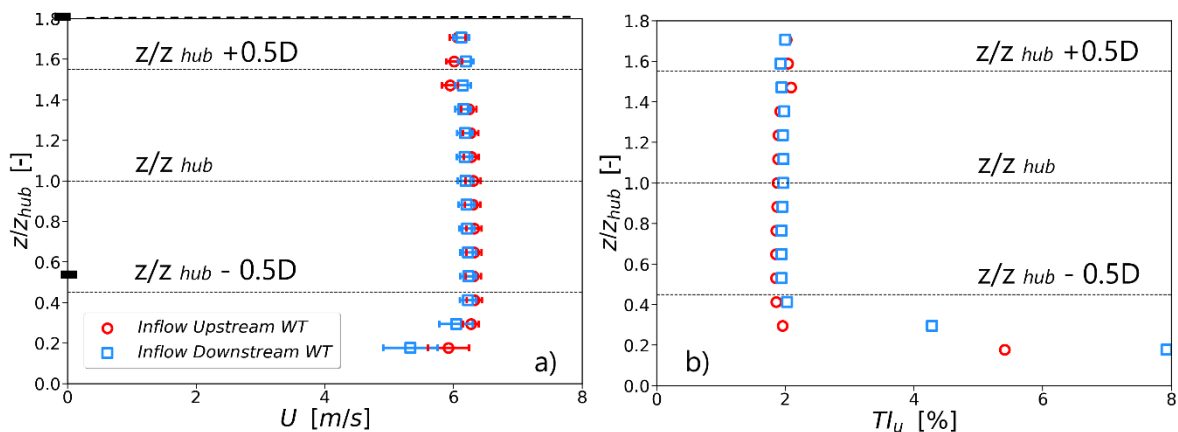 1.8
1.6
1.4
1.2
1.0
0.8
0.6
0.4
0.2
0.0
z/z_hub [-]
z/z hub +0.5D
z/z hub
z/z hub - 0.5D
Inflow Upstream WT
Inflow Downstream WT
a)
0 2 4 6 8
U [m/s]
1.8
1.6
1.4
1.2
1.0
0.8
0.6
0.4
0.2
0.0
z/z_hub [-]
z/z hub +0.5D
z/z hub
z/z hub - 0.5D
b)
0 2 4 6 8
TI_u [%]